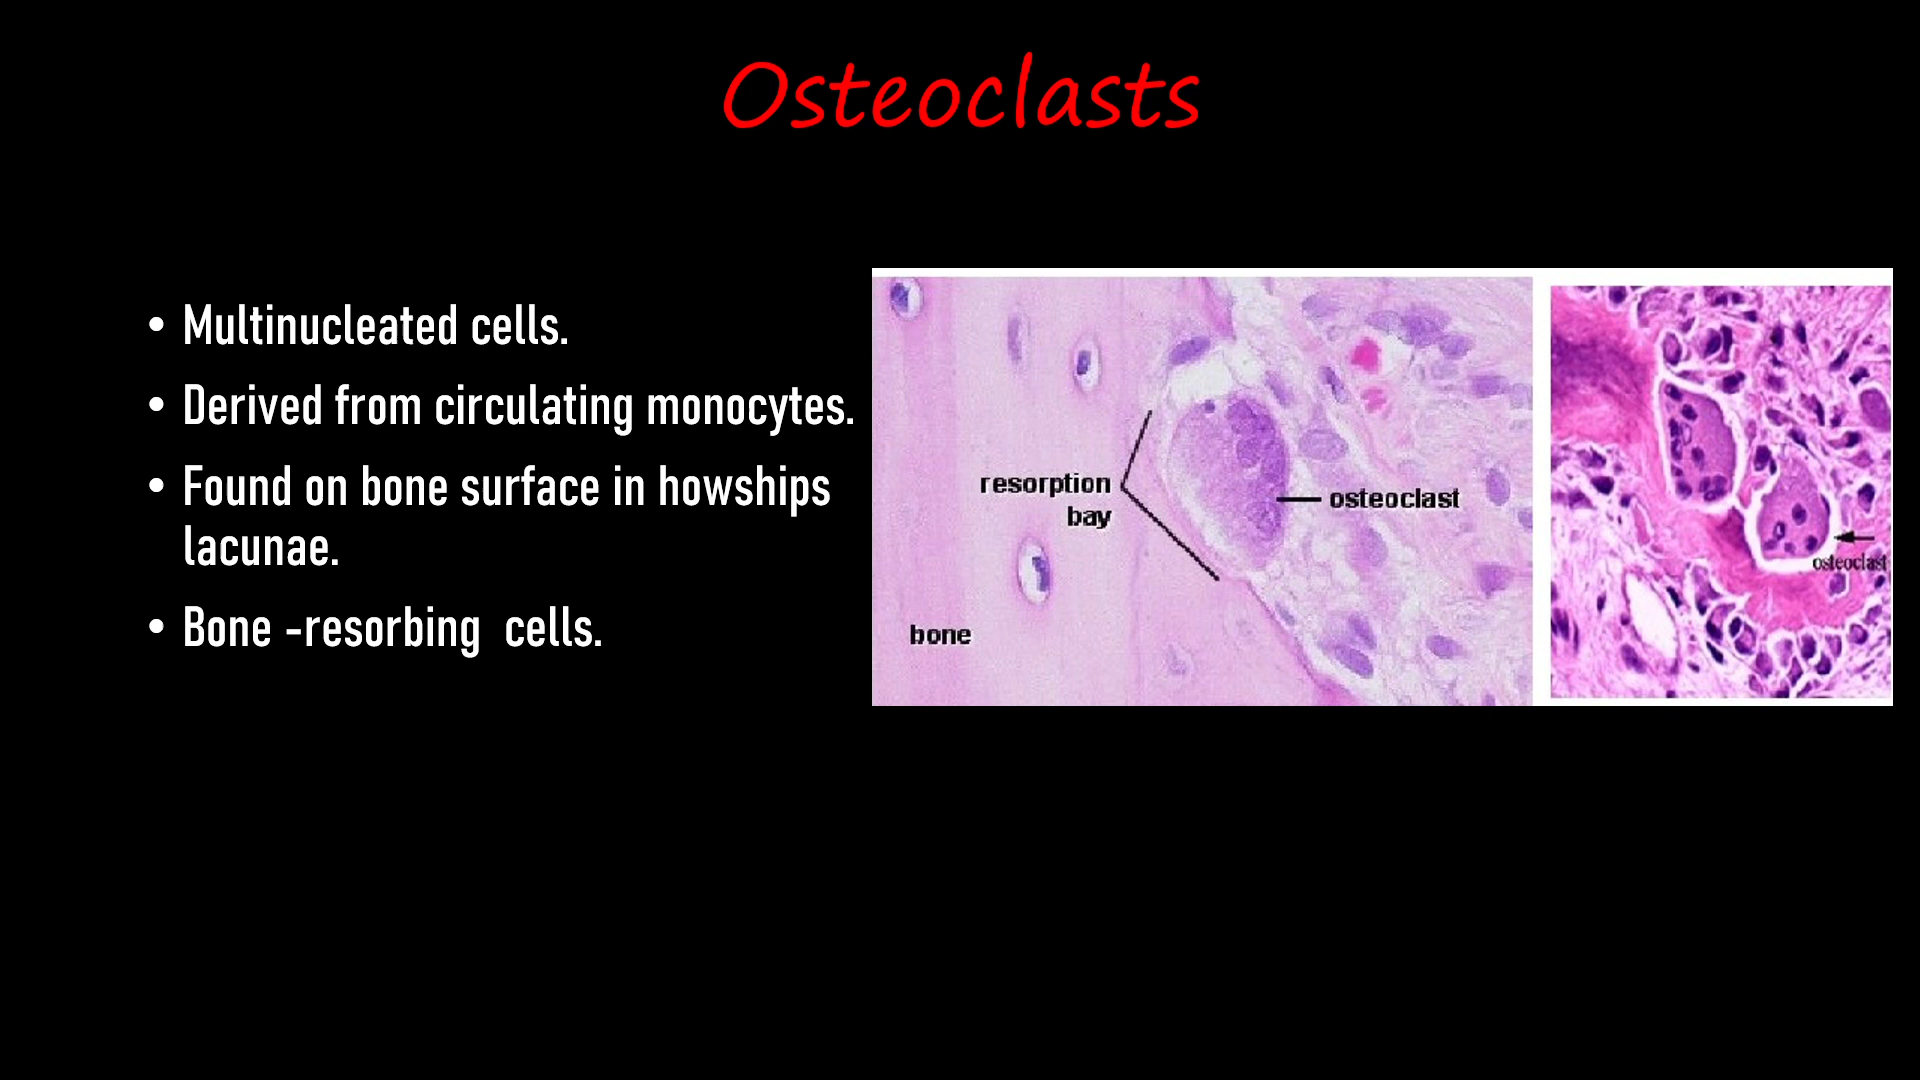 Osteoclasts
• Multinucleated cells.
• Derived from circulating monocytes.
• Found on bone surface in howships
lacunae.
• Bone -resorbing  cells.
resorption
bay
osteoclast
bone
osteoclast